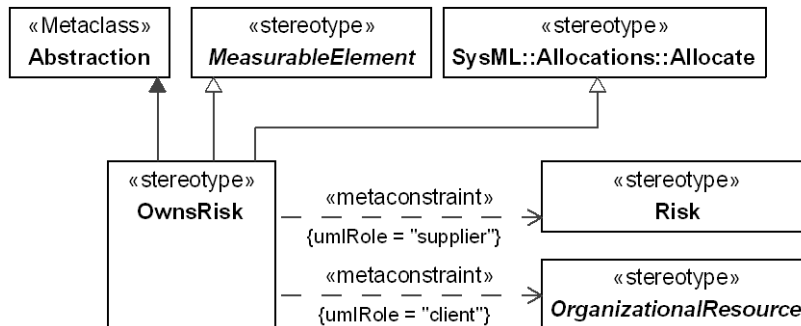 «Metaclass»
Abstraction
«stereotype»
MeasurableElement
«stereotype»
SysML::Allocations::Allocate
«stereotype»
OwnsRisk
«metaconstraint»
{umlRole = "supplier"}
«stereotype»
Risk
«metaconstraint»
{umlRole = "client"}
«stereotype»
OrganizationalResource